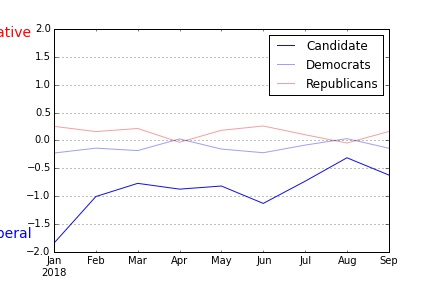 2.0
ative
Candidate
1.5
Democrats
Republicans
1.0
0.5
0.0
−0.5
−1.0
−1.5
eral
−2.0
Jan Feb Mar Apr May Jun Jul Aug Sep
2018